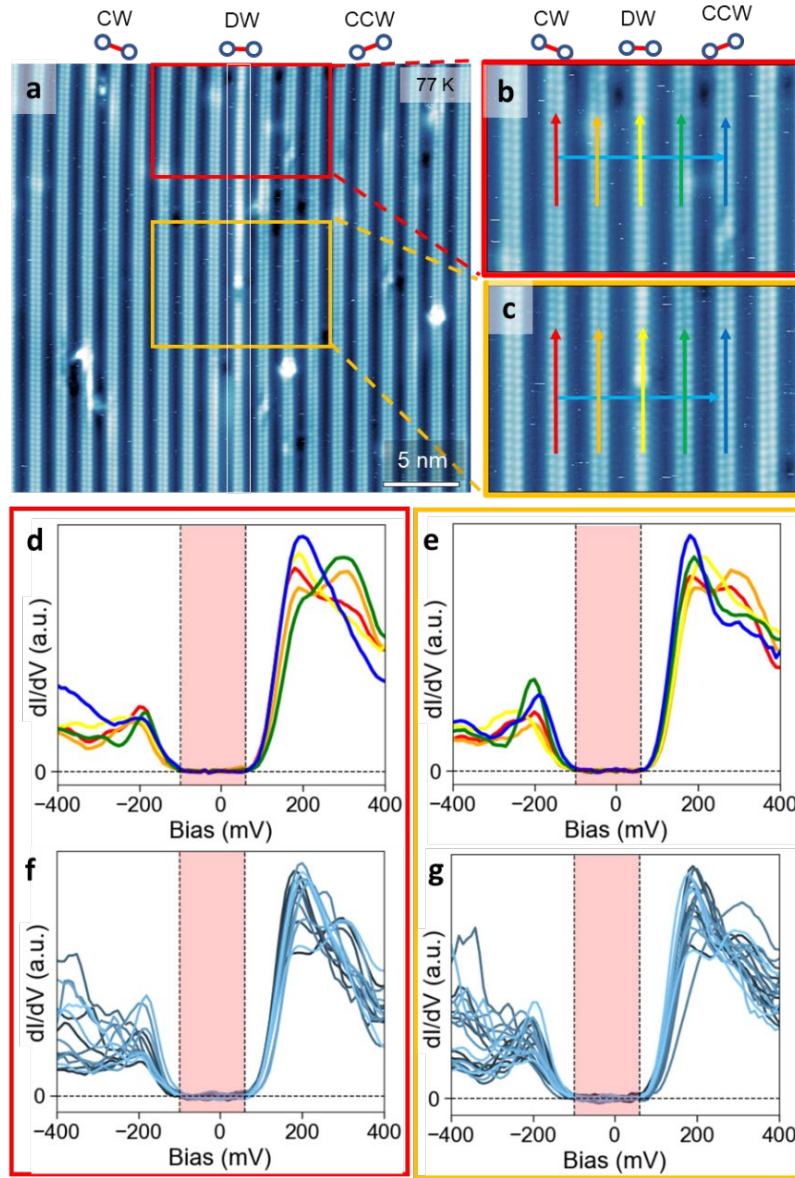 CW DW CCW CW DW CCW
a 77 K b
c
5 nm
d e
dI/dV (a.u.) dI/dV (a.u.)
0 0
−400 −200 0 200 400 −400 −200 0 200 400
Bias (mV) Bias (mV)
f g
dI/dV (a.u.) dI/dV (a.u.)
0 0
−400 −200 0 200 400 −400 −200 0 200 400
Bias (mV) Bias (mV)